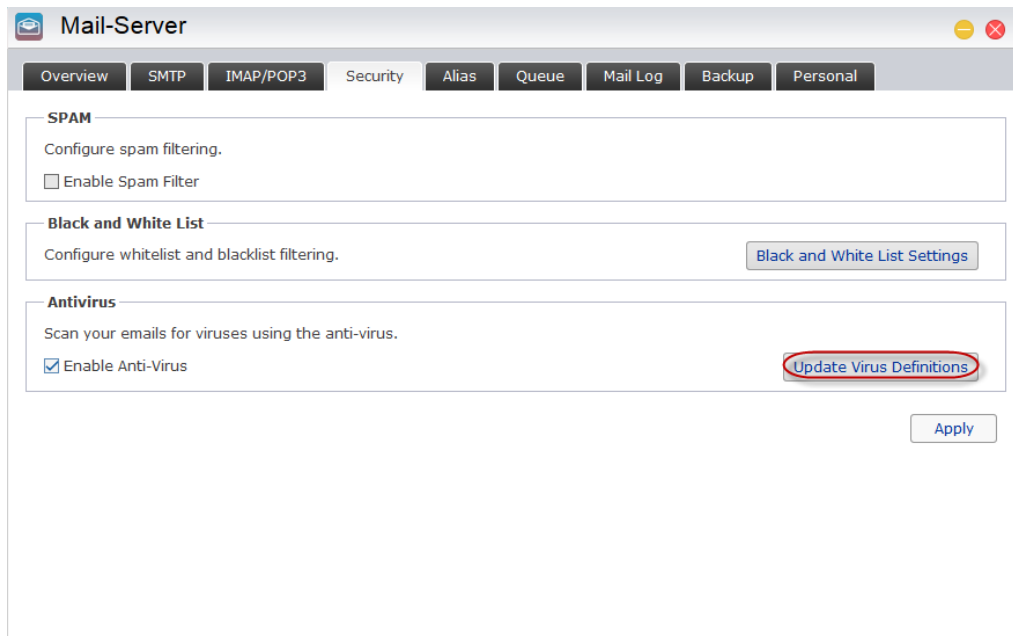 Mail-Server
Overview SMTP IMAP/POP3 Security Alias Queue Mail Log Backup Personal
SPAM
Configure spam filtering.
Enable Spam Filter
Black and White List
Configure whitelist and blacklist filtering. Black and White List Settings
Antivirus
Scan your emails for viruses using the anti-virus.
Enable Anti-Virus Update Virus Definitions
Apply